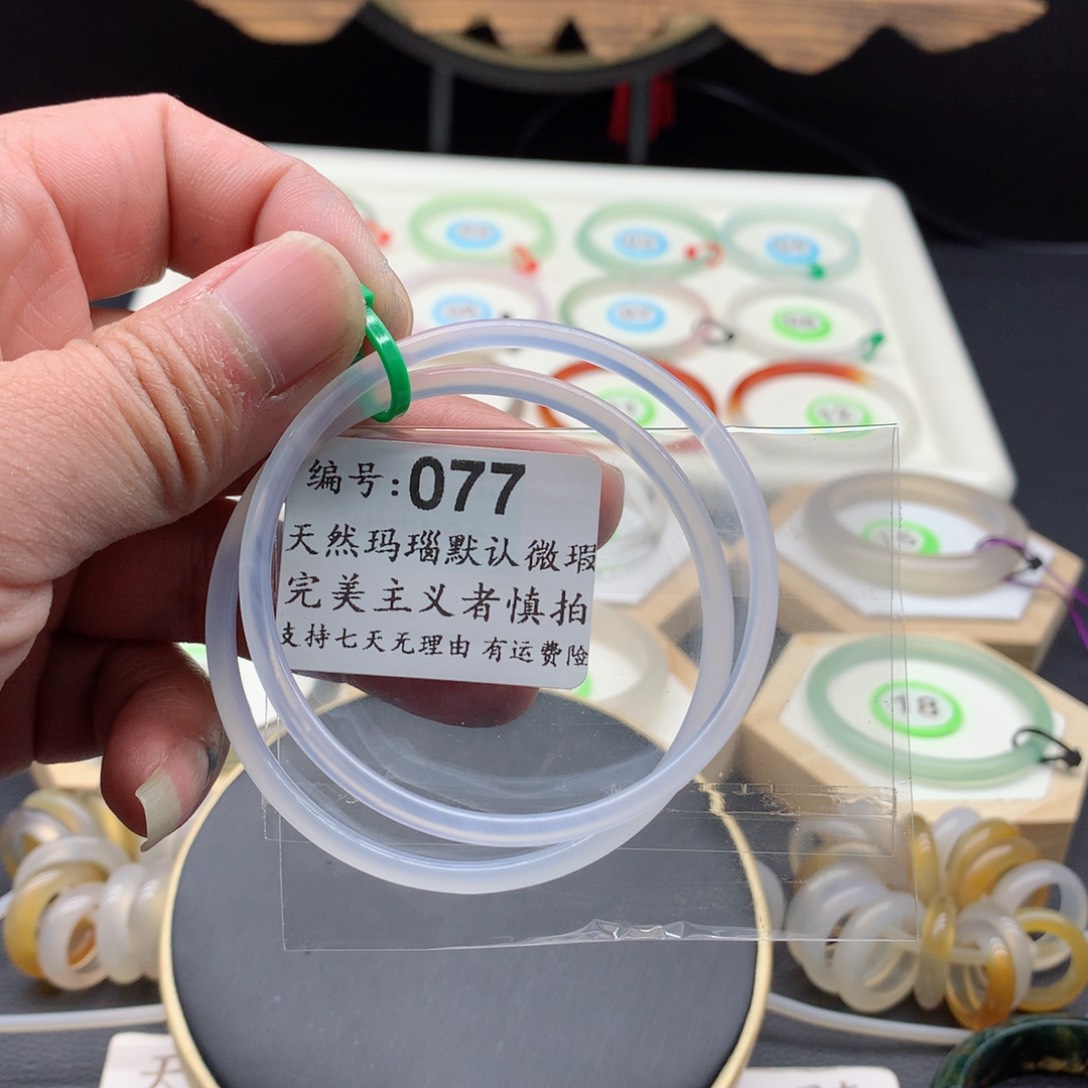 编号:077
天然玛瑙默认微瑕
完美主义者慎拍
支持七天无理由 有运费险
18